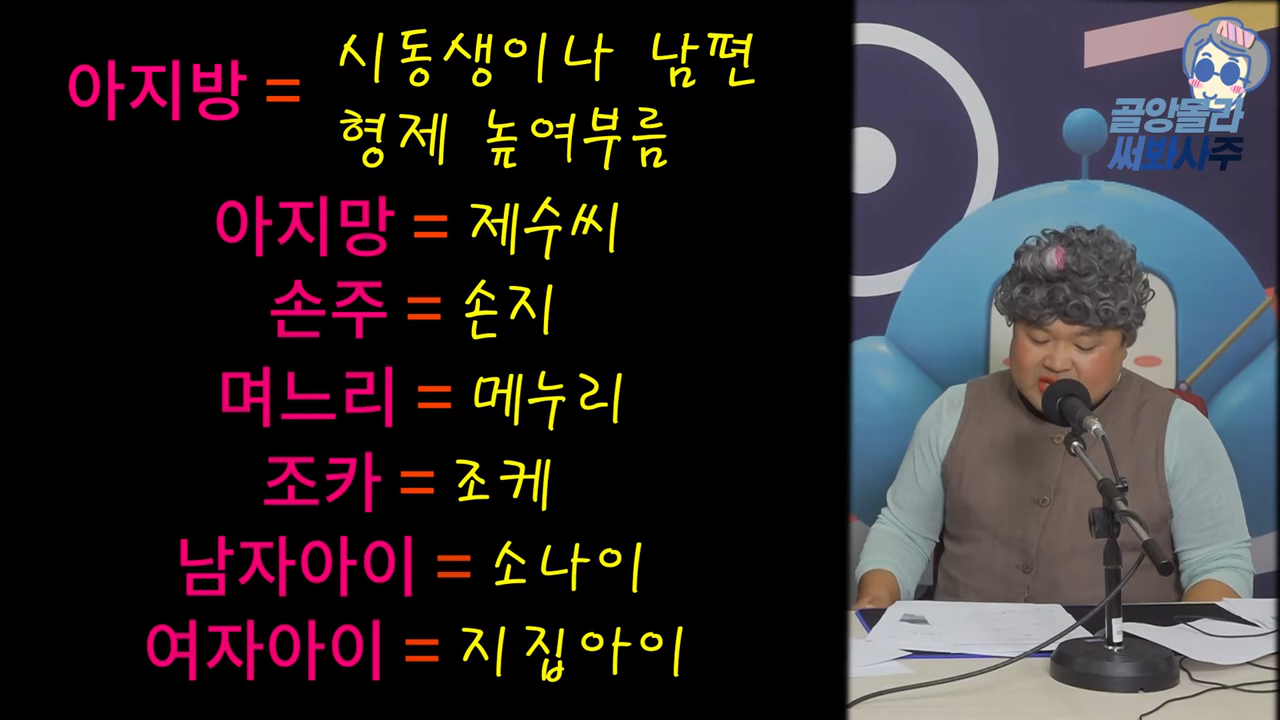 아지방 = 시동생이나 남편
형제 높여부름
아지망 = 제수씨
손주 = 손지
며느리 = 메누리
조카 = 조케
남자아이 = 소나이
여자아이 = 지집아이
골앙몰라
써봐사주